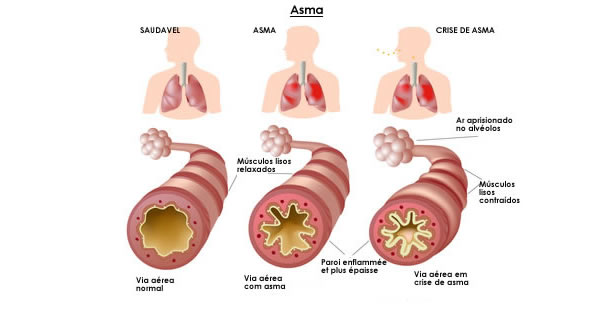 Asma
SAUDAVEL
ASMA
CRISE DE ASMA
Ar aprisionado
no alvéolos
Músculos lisos
relaxados
Músculos
lisos
confraídos
Paroi enflammée
et plus épaisse
Via aérea
normal
Via aérea
com asma
Via aérea em
crise de asma